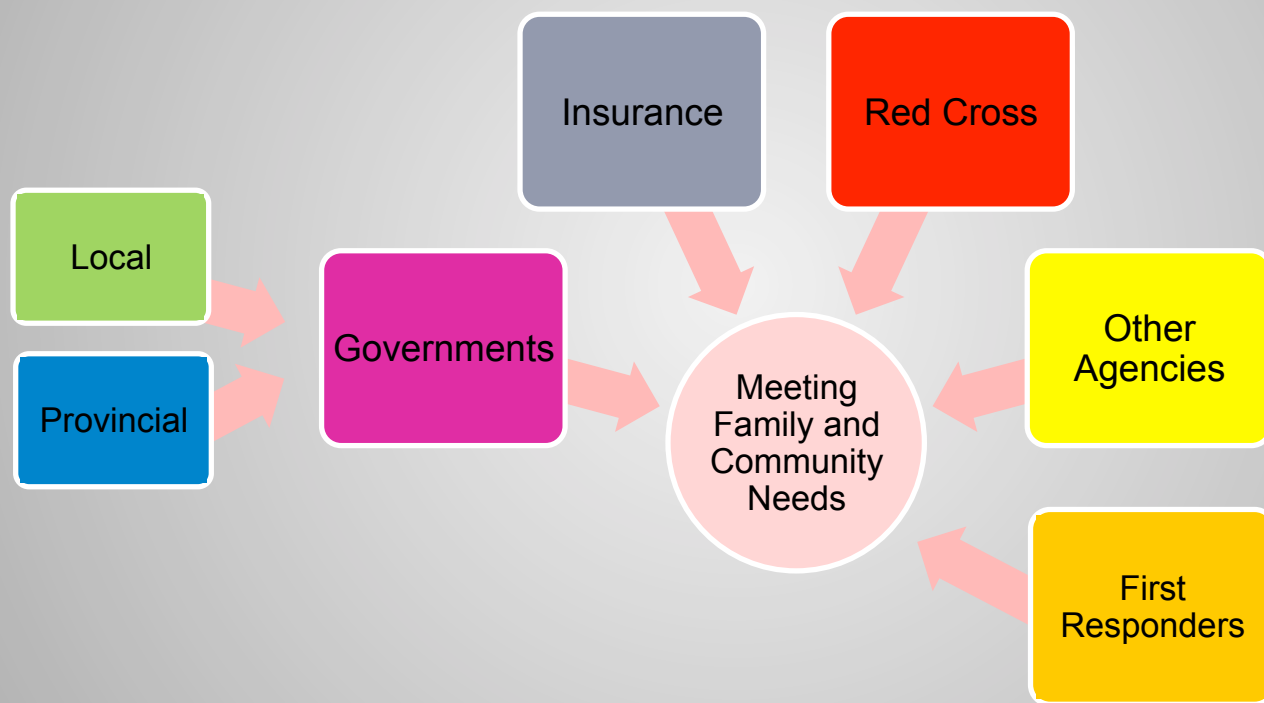 Insurance
Red Cross
Local
Provincial
Governments
Other
Agencies
Meeting
Family and
Community
Needs
First
Responders